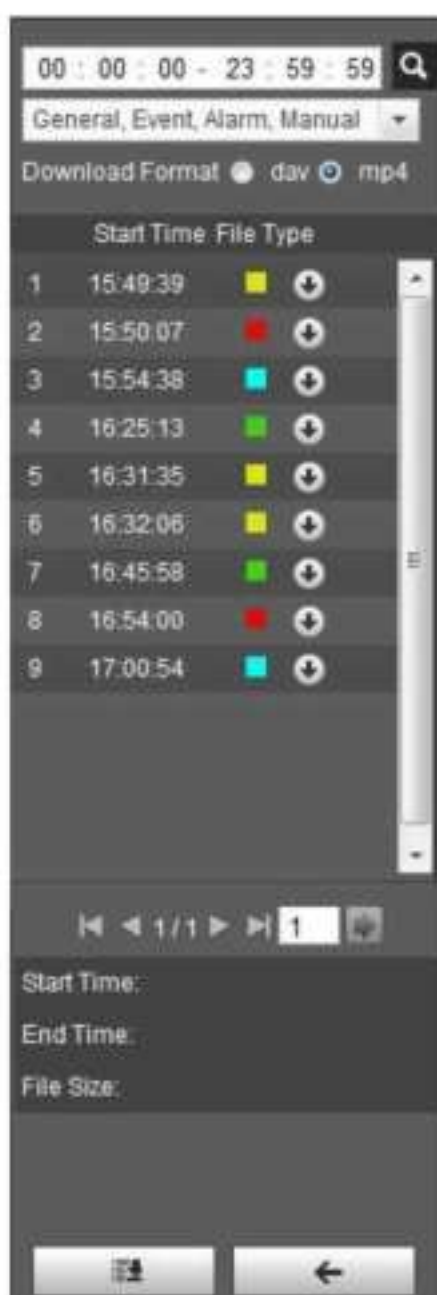 00 : 00 : 00 - 23 : 59 : 59
General, Event, Alarm, Manual
Download Format dav mp4
Start Time File Type
1 15:49:39
2 15:50:07
3 15:54:38
4 16:25:13
5 16:31:35
6 16:32:06
7 16:45:58
8 16:54:00
9 17:00:54
1/1 1
Start Time:
End Time:
File Size: